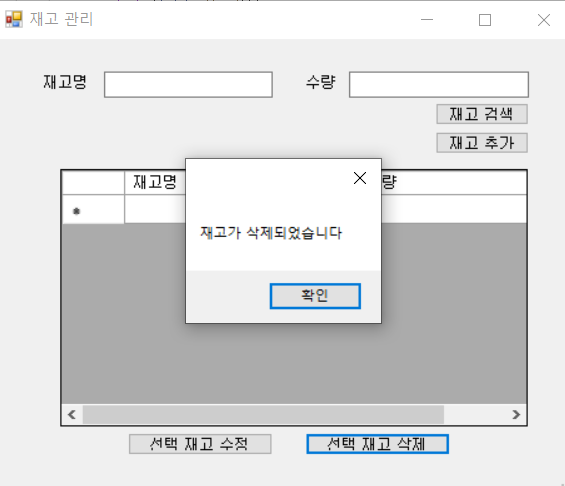 재고 관리
재고명 수량
재고 검색
재고 추가
재고명 량
재고가 삭제되었습니다
확인
선택 재고 수정 선택 재고 삭제